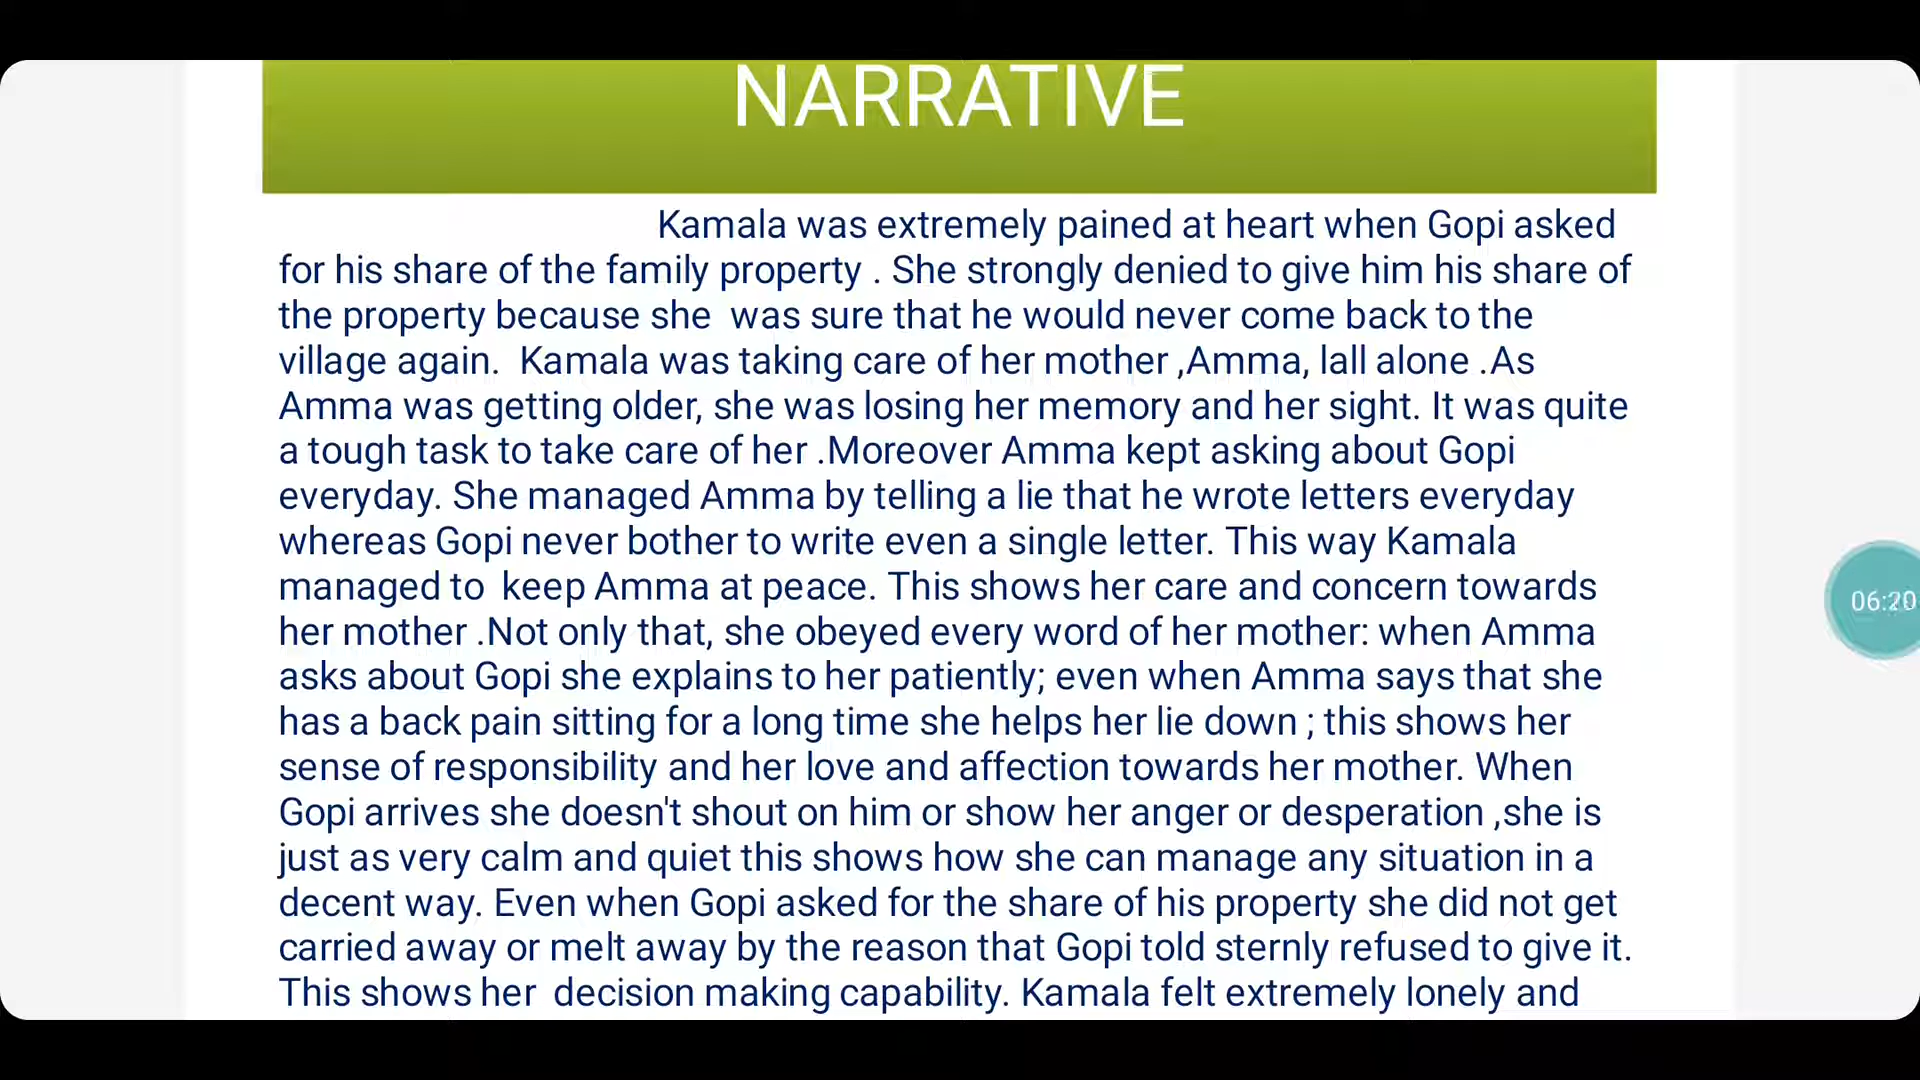 NARRATIVE
Kamala was extremely pained at heart when Gopi asked
for his share of the family property . She strongly denied to give him his share of
the property because she  was sure that he would never come back to the
village again.  Kamala was taking care of her mother ,Amma, lall alone .As
Amma was getting older, she was losing her memory and her sight. It was quite
a tough task to take care of her .Moreover Amma kept asking about Gopi
everyday. She managed Amma by telling a lie that he wrote letters everyday
whereas Gopi never bother to write even a single letter. This way Kamala
managed to  keep Amma at peace. This shows her care and concern towards
her mother .Not only that, she obeyed every word of her mother: when Amma
asks about Gopi she explains to her patiently; even when Amma says that she
has a back pain sitting for a long time she helps her lie down ; this shows her
sense of responsibility and her love and affection towards her mother. When
Gopi arrives she doesn't shout on him or show her anger or desperation ,she is
just as very calm and quiet this shows how she can manage any situation in a
decent way. Even when Gopi asked for the share of his property she did not get
carried away or melt away by the reason that Gopi told sternly refused to give it.
This shows her  decision making capability. Kamala felt extremely lonely and
06:20